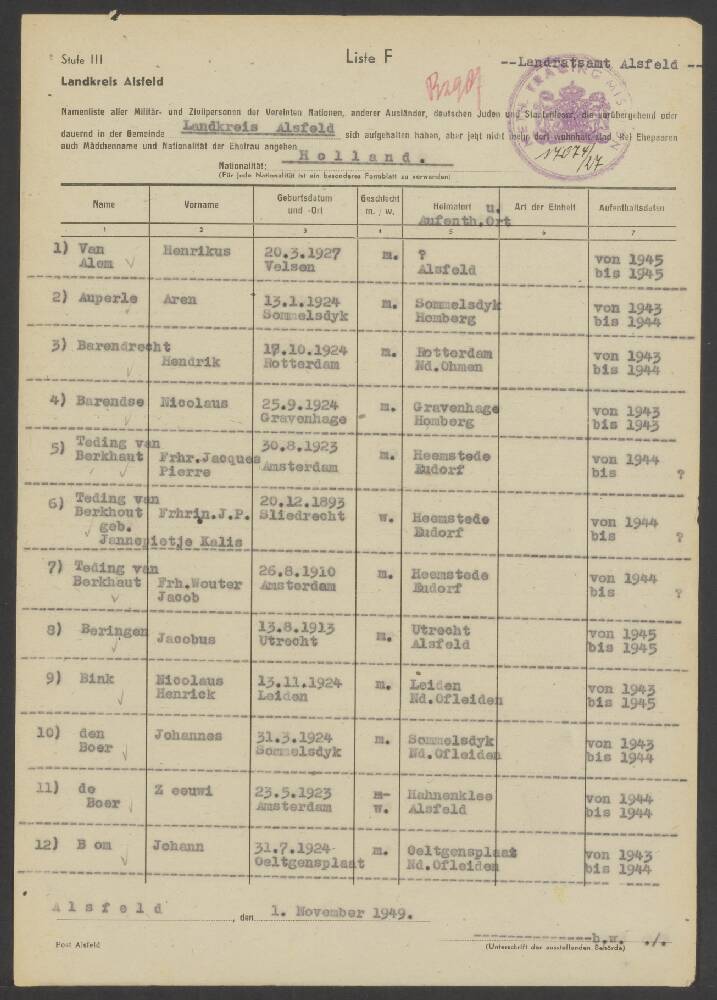 Stufe III
Liste F
--Landratsamt Alsfeld --
Landkreis Alsfeld
Namenliste aller Militär- und Zivilpersonen der Vereinten Nationen, anderer Ausländer, deutschen Juden und Staatenloser, die vorübergehend oder
dauernd in der Gemeinde Landkreis Alsfeld sich aufgehalten haben, aber jetzt nicht mehr dort wohnhaft sind. Bei Ehepaaren
auch Mädchenname und Nationalität der Ehefrau angeben.
Nationalität: Holland.
(Für jede Nationalität ist ein besonderes Formblatt zu verwenden)
17074/27
Name Vorname Geburtsdatum und -Ort Geschlecht m. / w. Heimatort u. Aufenth.Ort Art der Einheit Aufenthaltsdaten
1 2 3 4 5 6 7
1) Van Henrikus 20.3.1927 m. ? von 1945
Alem Velsen Alsfeld bis 1945
2) Auperle Aren 13.1.1924 m. Sommelsdyk von 1943
Sommelsdyk Homberg bis 1944
3) Barendrecht 17.10.1924 m. Rotterdam von 1943
Hendrik Rotterdam Nd.Ohmen bis 1944
4) Barendse Nicolaus 25.9.1924 m. Gravenhage von 1943
Gravenhage Homberg bis 1943
5) Teding van 30.8.1923
Berkhaut Frhr.Jacques m. Heemstede von 1944
Pierre Amsterdam Eudorf bis ?
6) Teding van 20.12.1893
Berkhout Frhrin.J.P. Sliedrecht w. Heemstede von 1944
geb. Eudorf bis ?
Jannepietje Kalis
7) Teding van 26.8.1910 m. Heemstede von 1944
Berkhaut Frh.Wouter Amsterdam Eudorf bis ?
Jacob
8) Beringen Jacobus 13.8.1913 m. Utrecht von 1945
Utrecht Alsfeld bis 1945
9) Bink Nicolaus 13.11.1924 m. Leiden von 1943
Henrick Leiden Nd.Ofleiden bis 1945
10) den Johannes 31.3.1924 m. Sommelsdyk von 1943
Boer Sommelsdyk Nd.Ofleiden bis 1944
11) de Z eeuwi 23.5.1923 m- Hahnenklee von 1944
Boer Amsterdam w. Alsfeld bis 1944
12) B om Johann 31.7.1924 m. Oeltgensplaat von 1943
Oeltgensplaat Nd.Ofleiden bis 1944
Alsfeld, den 1. November 1949.
b.w. ./.
Post Alsfeld
(Unterschrift der ausstellenden Behörde)